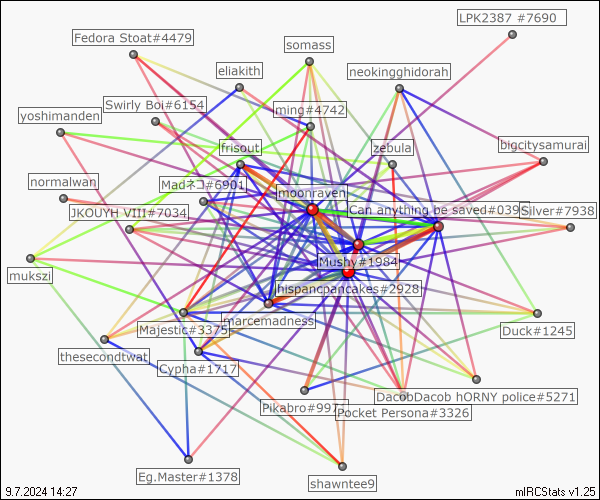 LPK2387 #7690
Fedora Stoat#4479
somass
eliakith
neokingghidorah
Swirly Boi#6154
ming#4742
yoshimanden
frisout
zebula
bigcitysamurai
normalwan
Madネコ#6901
moonraven
JKOUYH VIII#7034
Can anything be saved#039
Silver#7938
Mushy#1984
mukszi
hispancpancakes#2928
Majestic#3375
marcemadness
Duck#1245
thesecondtwat
Cypha#1717
DacobDacob hORNY police#5271
Pikabro#997
Pocket Persona#3326
Eg.Master#1378
shawntee9
9.7.2024 14:27
mIRCStats v1.25